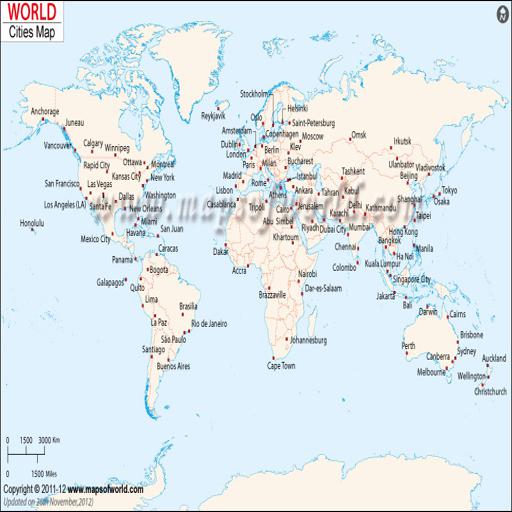 WORLD
Cities Map
N
Stockholm
Helsinki
Anchorage
Juneau
Reykjavik
Oslo
Saint-Petersburg
Amsterdam
Copenhagen
Moscow
Omsk
Vancouver
Calgary
Winnipeg
Dublin
Berlin
Kiev
Irkutsk
Rapid City
Ottawa
Montreal
London
Paris
Milan
Bucharest
Ulanbator
Vladivostok
Kansas City
New York
Madrid
Rome
Istanbul
Tashkent
Beijing
San Francisco
Las Vegas
Washington
Lisbon
Athens
Ankara
Tahran
Kabul
Tokyo
Los Angeles
Santa Fe
Dallas
Casablanca
Tripoli
Cairo
Jerusalem
Delhi
Kathmandu
Shanghai
Osaka
New Orleans
Karachi
Taipei
www.mapsofworld.com
Honolulu
Miami
Havana
San Juan
Abu Simbel
Riyadh
Dubai City
Mumbai
Hong Kong
Mexico City
Dakar
Khartoum
Chennai
Bangkok
Manila
Ha Noi
Panama
Caracas
Accra
Nairobi
Colombo
Kuala Lumpur
Galapagos
Bogota
Quito
Singapore City
Lima
Brasilia
Brazzaville
Dar-es-Salaam
Jakarta
Bali
Darwin
Cairns
La Paz
Rio de Janeiro
São Paulo
Johannesburg
Perth
Brisbane
Santiago
Buenos Aires
Cape Town
Canberra
Sydney
Auckland
Melbourne
Wellington
Christchurch
0 1500 3000 Km
0 1500 Miles
Copyright © 2011-12 www.mapsofworld.com
Updated on 26th November, 2012)